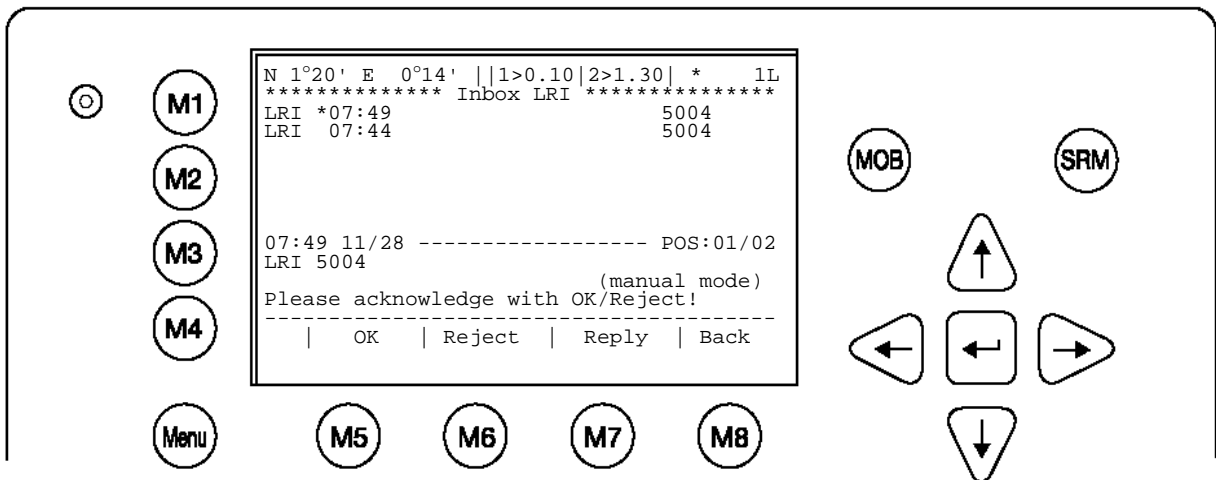 N 1°20' E 0°14' ||1>0.10|2>1.30| * 1L
************** Inbox LRI ***************
LRI *07:49 5004
LRI 07:44 5004
07:49 11/28 ------------------ POS:01/02
LRI 5004
(manual mode)
Please acknowledge with OK/Reject!
----------------------------------------
| OK | Reject | Reply | Back
M1
M2
M3
M4
Menu
M5
M6
M7
M8
MOB
SRM